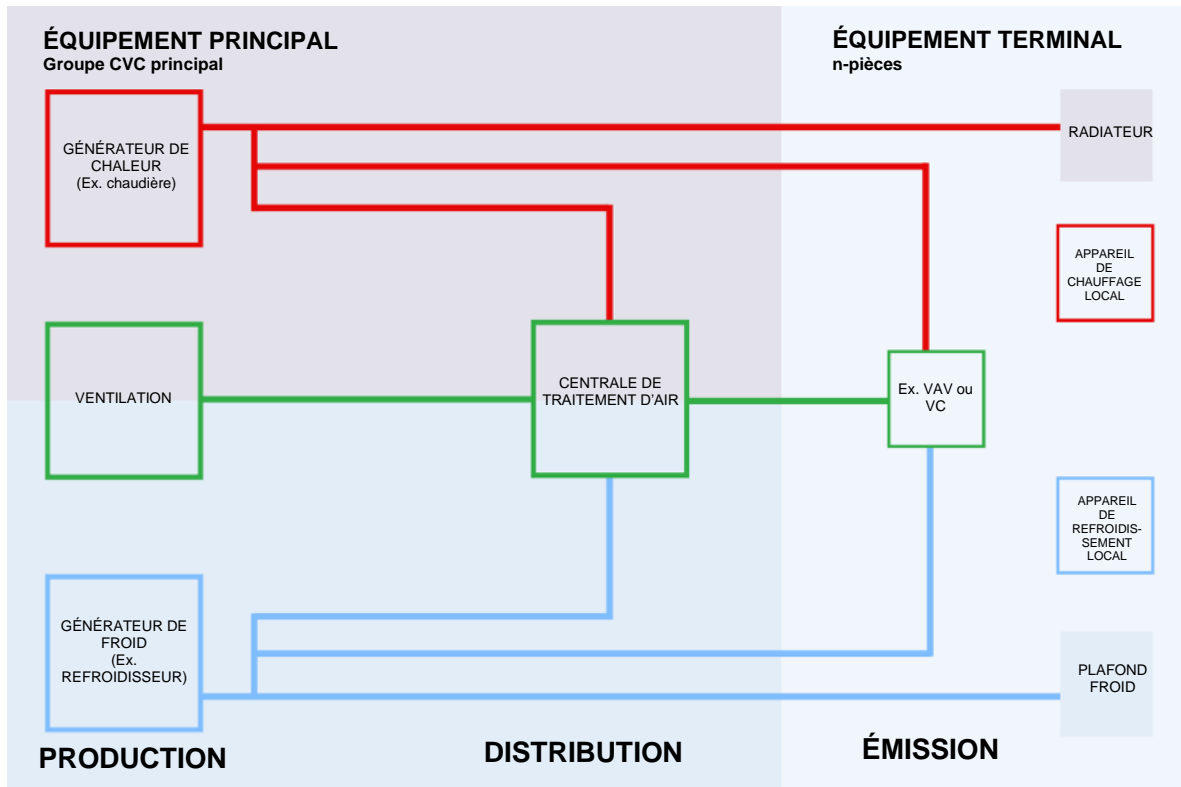 ÉQUIPEMENT PRINCIPAL
Groupe CVC principal
ÉQUIPEMENT TERMINAL
n-pièces
GÉNÉRATEUR DE
CHALEUR
(Ex. chaudière)
RADIATEUR
APPAREIL
DE
CHAUFFAGE
LOCAL
VENTILATION
CENTRALE DE
TRAITEMENT D’AIR
Ex. VAV ou
VC
APPAREIL
DE
REFROIDIS-
SEMENT
LOCAL
GÉNÉRATEUR DE
FROID
(Ex.
REFROIDISSEUR)
PLAFOND
FROID
PRODUCTION
DISTRIBUTION
ÉMISSION